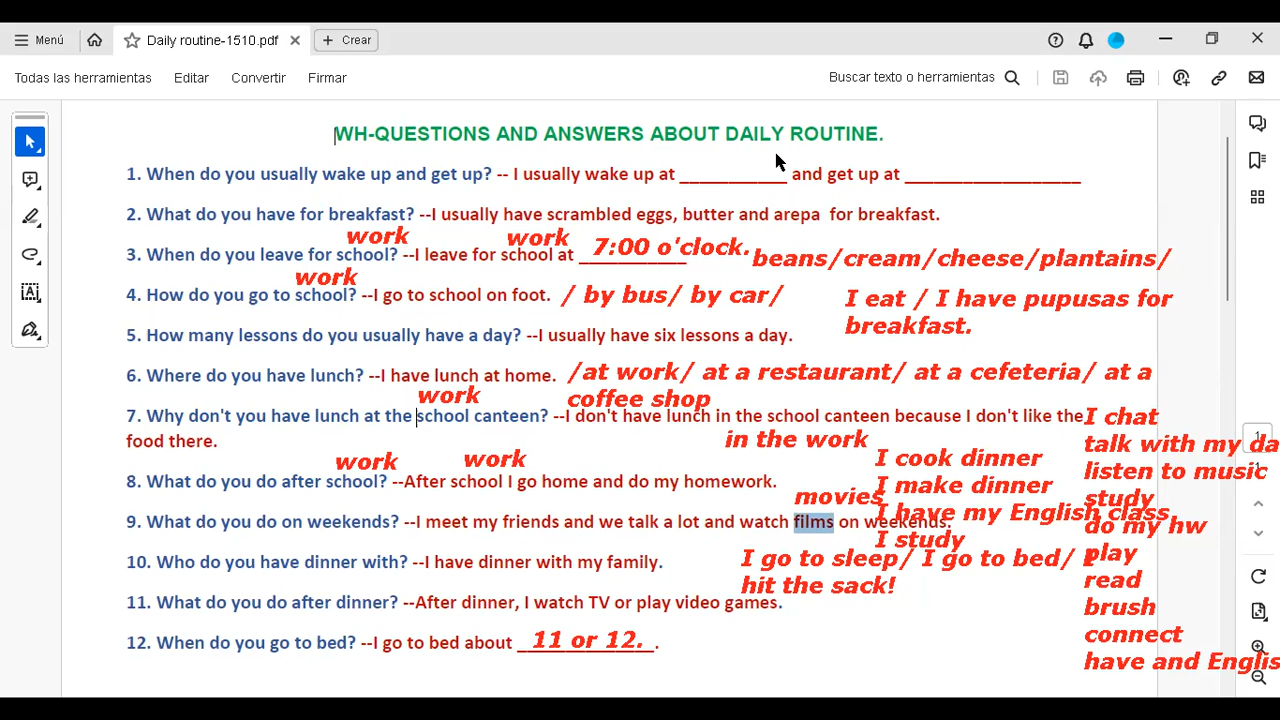 Menú
Daily routine-1510.pdf
Crear
Todas las herramientas Editar Convertir Firmar
Buscar texto o herramientas
WH-QUESTIONS AND ANSWERS ABOUT DAILY ROUTINE.
1. When do you usually wake up and get up? -- I usually wake up at ___________ and get up at __________________
2. What do you have for breakfast? --I usually have scrambled eggs, butter and arepa for breakfast.
work work 7:00 o'clock.
3. When do you leave for school? --I leave for school at ___________
beans/cream/cheese/plantains/
work
4. How do you go to school? --I go to school on foot. / by bus/ by car/
I eat / I have pupusas for
breakfast.
5. How many lessons do you usually have a day? --I usually have six lessons a day.
6. Where do you have lunch? --I have lunch at home. /at work/ at a restaurant/ at a cefeteria/ at a
coffee shop
work
7. Why don't you have lunch at the school canteen? --I don't have lunch in the school canteen because I don't like the
food there.
in the work
work work
8. What do you do after school? --After school I go home and do my homework.
movies
9. What do you do on weekends? --I meet my friends and we talk a lot and watch films on weekends.
I cook dinner
I make dinner
I have my English class
I study
10. Who do you have dinner with? --I have dinner with my family.
I go to sleep/ I go to bed/ I
hit the sack!
11. What do you do after dinner? --After dinner, I watch TV or play video games.
12. When do you go to bed? --I go to bed about 11 or 12.
I chat
talk with my da
listen to music
study
do my hw
play
read
brush
connect
have and Englis
1